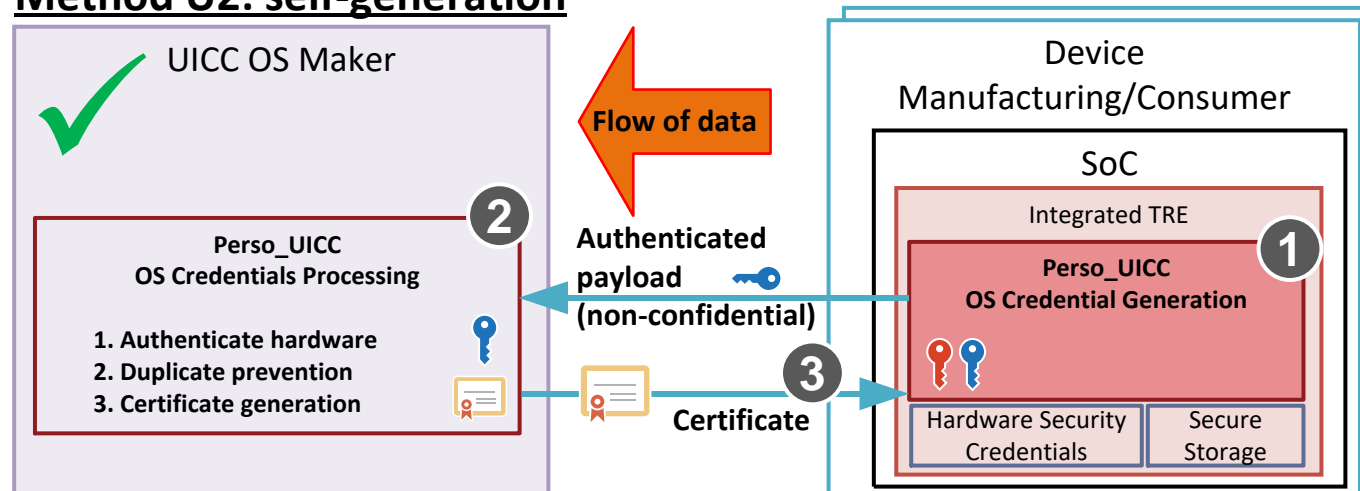 Method U2: self-generation
UICC OS Maker
Perso_UICC
OS Credentials Processing
1. Authenticate hardware
2. Duplicate prevention
3. Certificate generation
2
Flow of data
Authenticated
payload
(non-confidential)
3
Certificate
Device
Manufacturing/Consumer
SoC
Integrated TRE
1
Perso_UICC
OS Credential Generation
Hardware Security
Credentials
Secure
Storage